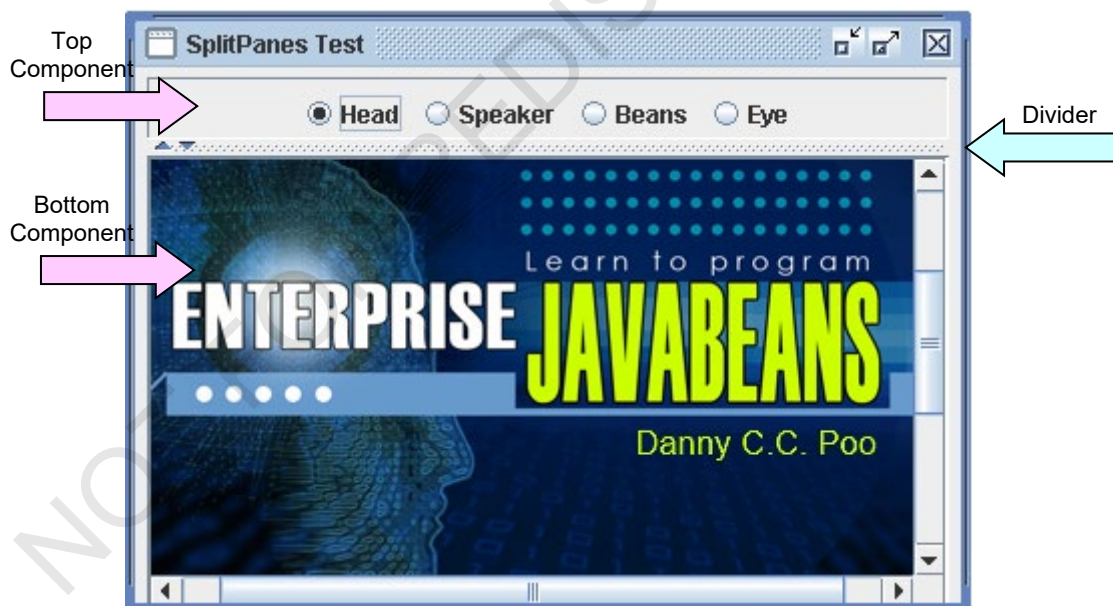 Top
Component
SplitPanes Test
Head Speaker Beans Eye
Divider
Bottom
Component
Learn to program
ENTERPRISE JAVABEANS
Danny C.C. Poo